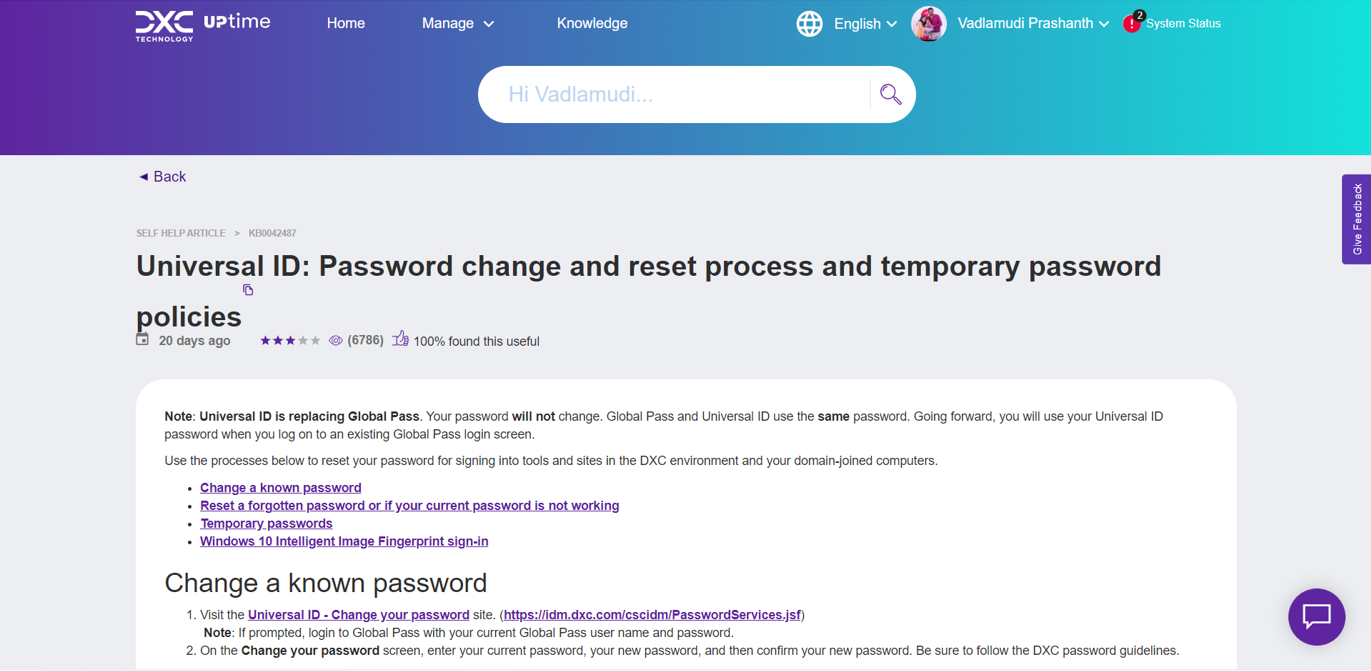 DXC TECHNOLOGY UPtime Home Manage Knowledge English Vadlamudi Prashanth ! 2 System Status
Hi Vadlamudi...
◄ Back
Give Feedback
SELF HELP ARTICLE > KB0042487
Universal ID: Password change and reset process and temporary password
policies
20 days ago (6786) 100% found this useful
Note: Universal ID is replacing Global Pass. Your password will not change. Global Pass and Universal ID use the same password. Going forward, you will use your Universal ID
password when you log on to an existing Global Pass login screen.
Use the processes below to reset your password for signing into tools and sites in the DXC environment and your domain-joined computers.
• Change a known password
• Reset a forgotten password or if your current password is not working
• Temporary passwords
• Windows 10 Intelligent Image Fingerprint sign-in
Change a known password
1. Visit the Universal ID - Change your password site. (https://idm.dxc.com/cscidm/PasswordServices.jsf)
Note: If prompted, login to Global Pass with your current Global Pass user name and password.
2. On the Change your password screen, enter your current password, your new password, and then confirm your new password. Be sure to follow the DXC password guidelines.